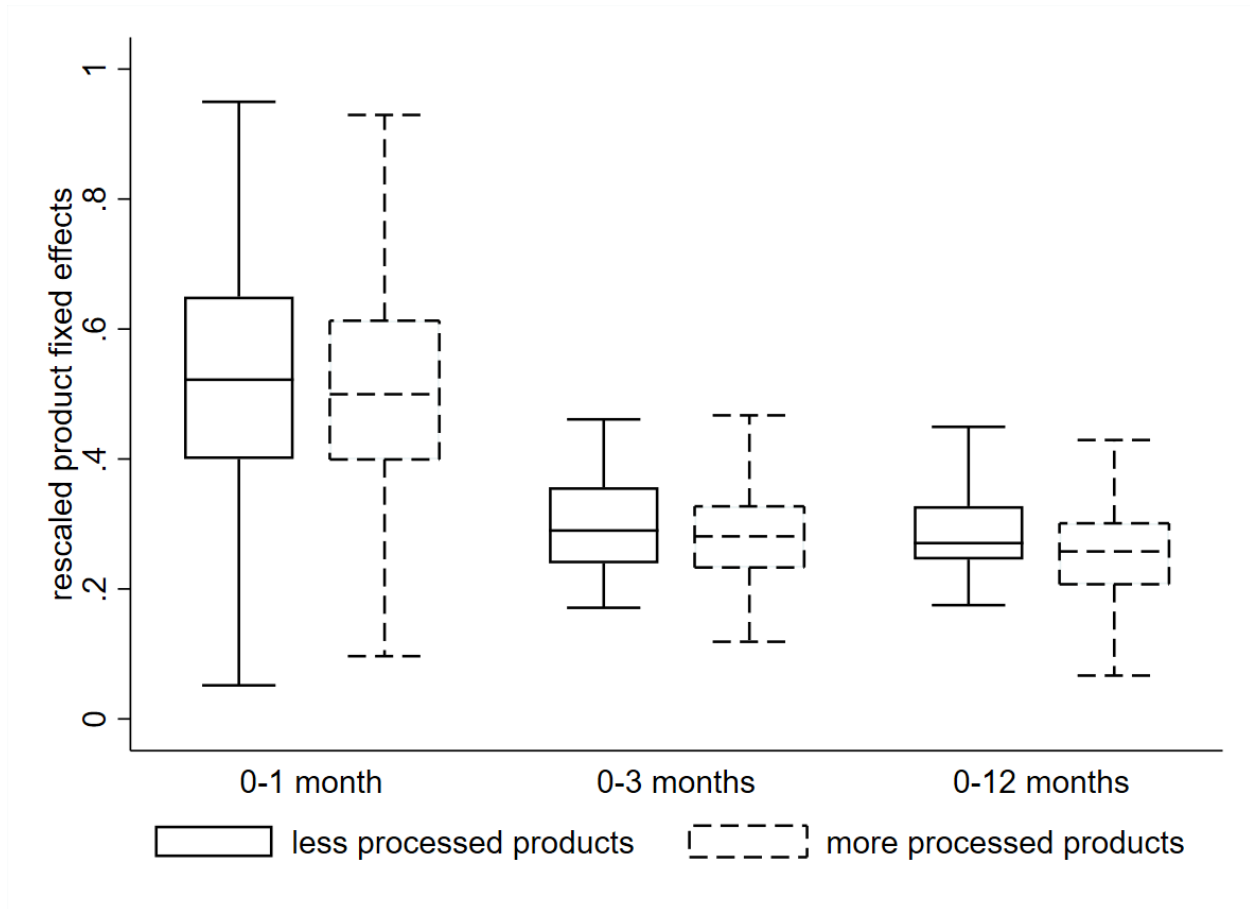 rescaled product fixed effects
1
.8
.6
.4
.2
0
0-1 month 0-3 months 0-12 months
less processed products more processed products